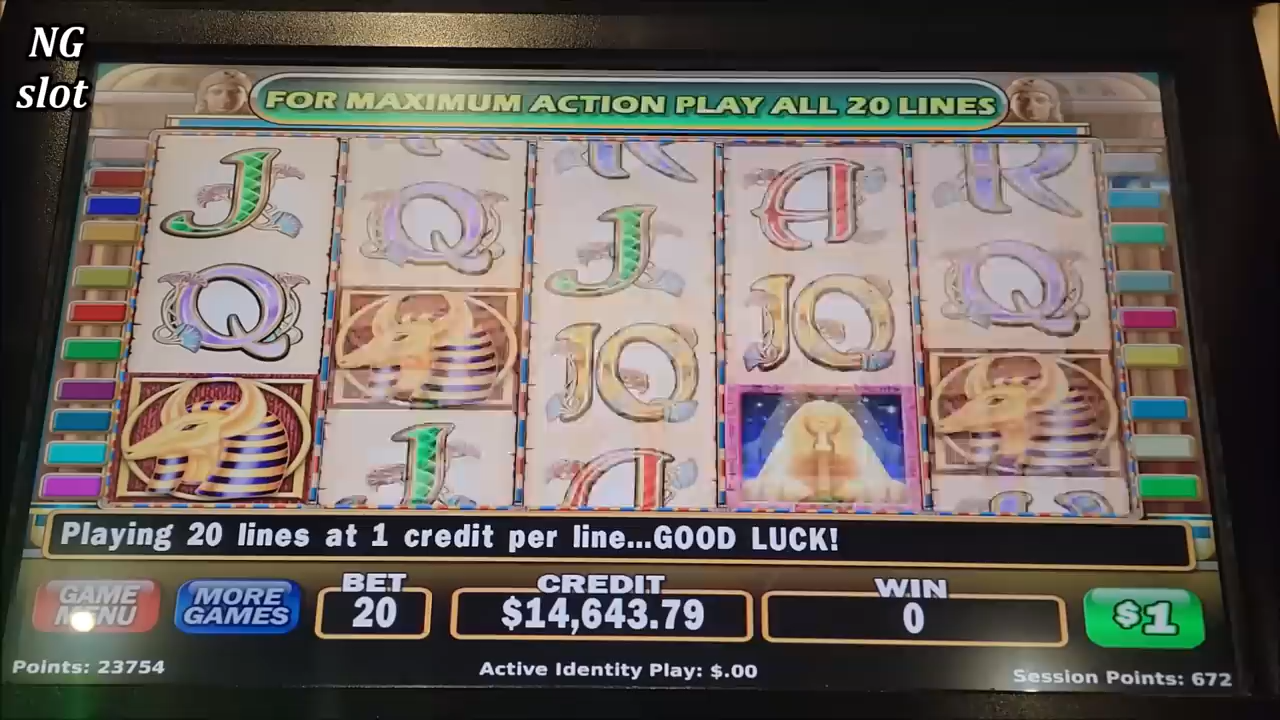 NG
slot
FOR MAXIMUM ACTION PLAY ALL 20 LINES
J Q J A K
Q J 10 10 Q
J A
Playing 20 lines at 1 credit per line...GOOD LUCK!
GAME
MENU
MORE
GAMES
BET
20
CREDIT
$14,643.79
WIN
0
$1
Points: 23754
Active Identity Play: $.00
Session Points: 672